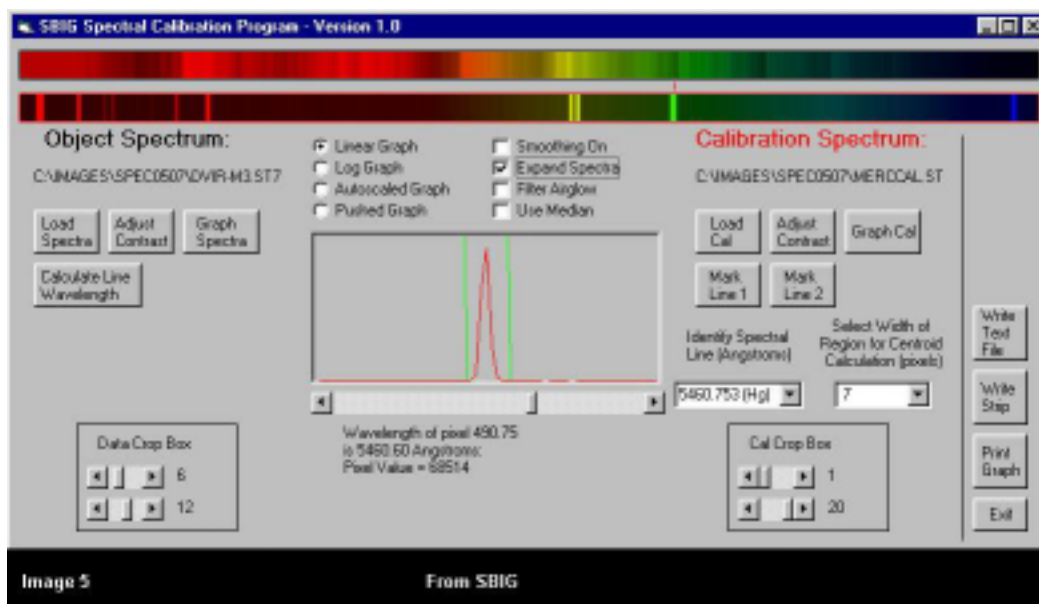 SBIG Spectral Calibration Program - Version 1.0
Object Spectrum:
C:\IMAGES\SPEC0507\DVIR-M3.ST7
Load
Spectra
Adjust
Contrast
Graph
Spectra
Calculate Line
Wavelength
Linear Graph
Log Graph
Autoscaled Graph
Pushed Graph
Smoothing On
Expand Spectra
Filter Airglow
Use Median
Calibration Spectrum:
C:\IMAGES\SPEC0507\MERCCAL.ST
Load
Cal
Adjust
Contrast
Graph Cal
Mark
Line 1
Mark
Line 2
Identify Spectral
Line (Angstroms)
5460.753 (Hg)
Select Width of
Region for Centroid
Calculation (pixels)
7
Wavelength of pixel 490.75
is 5460.60 Angstroms:
Pixel Value = 68514
Data Crop Box
6
12
Cal Crop Box
1
20
Write
Text
File
Write
Strip
Print
Graph
Exit
Image 5
From SBIG